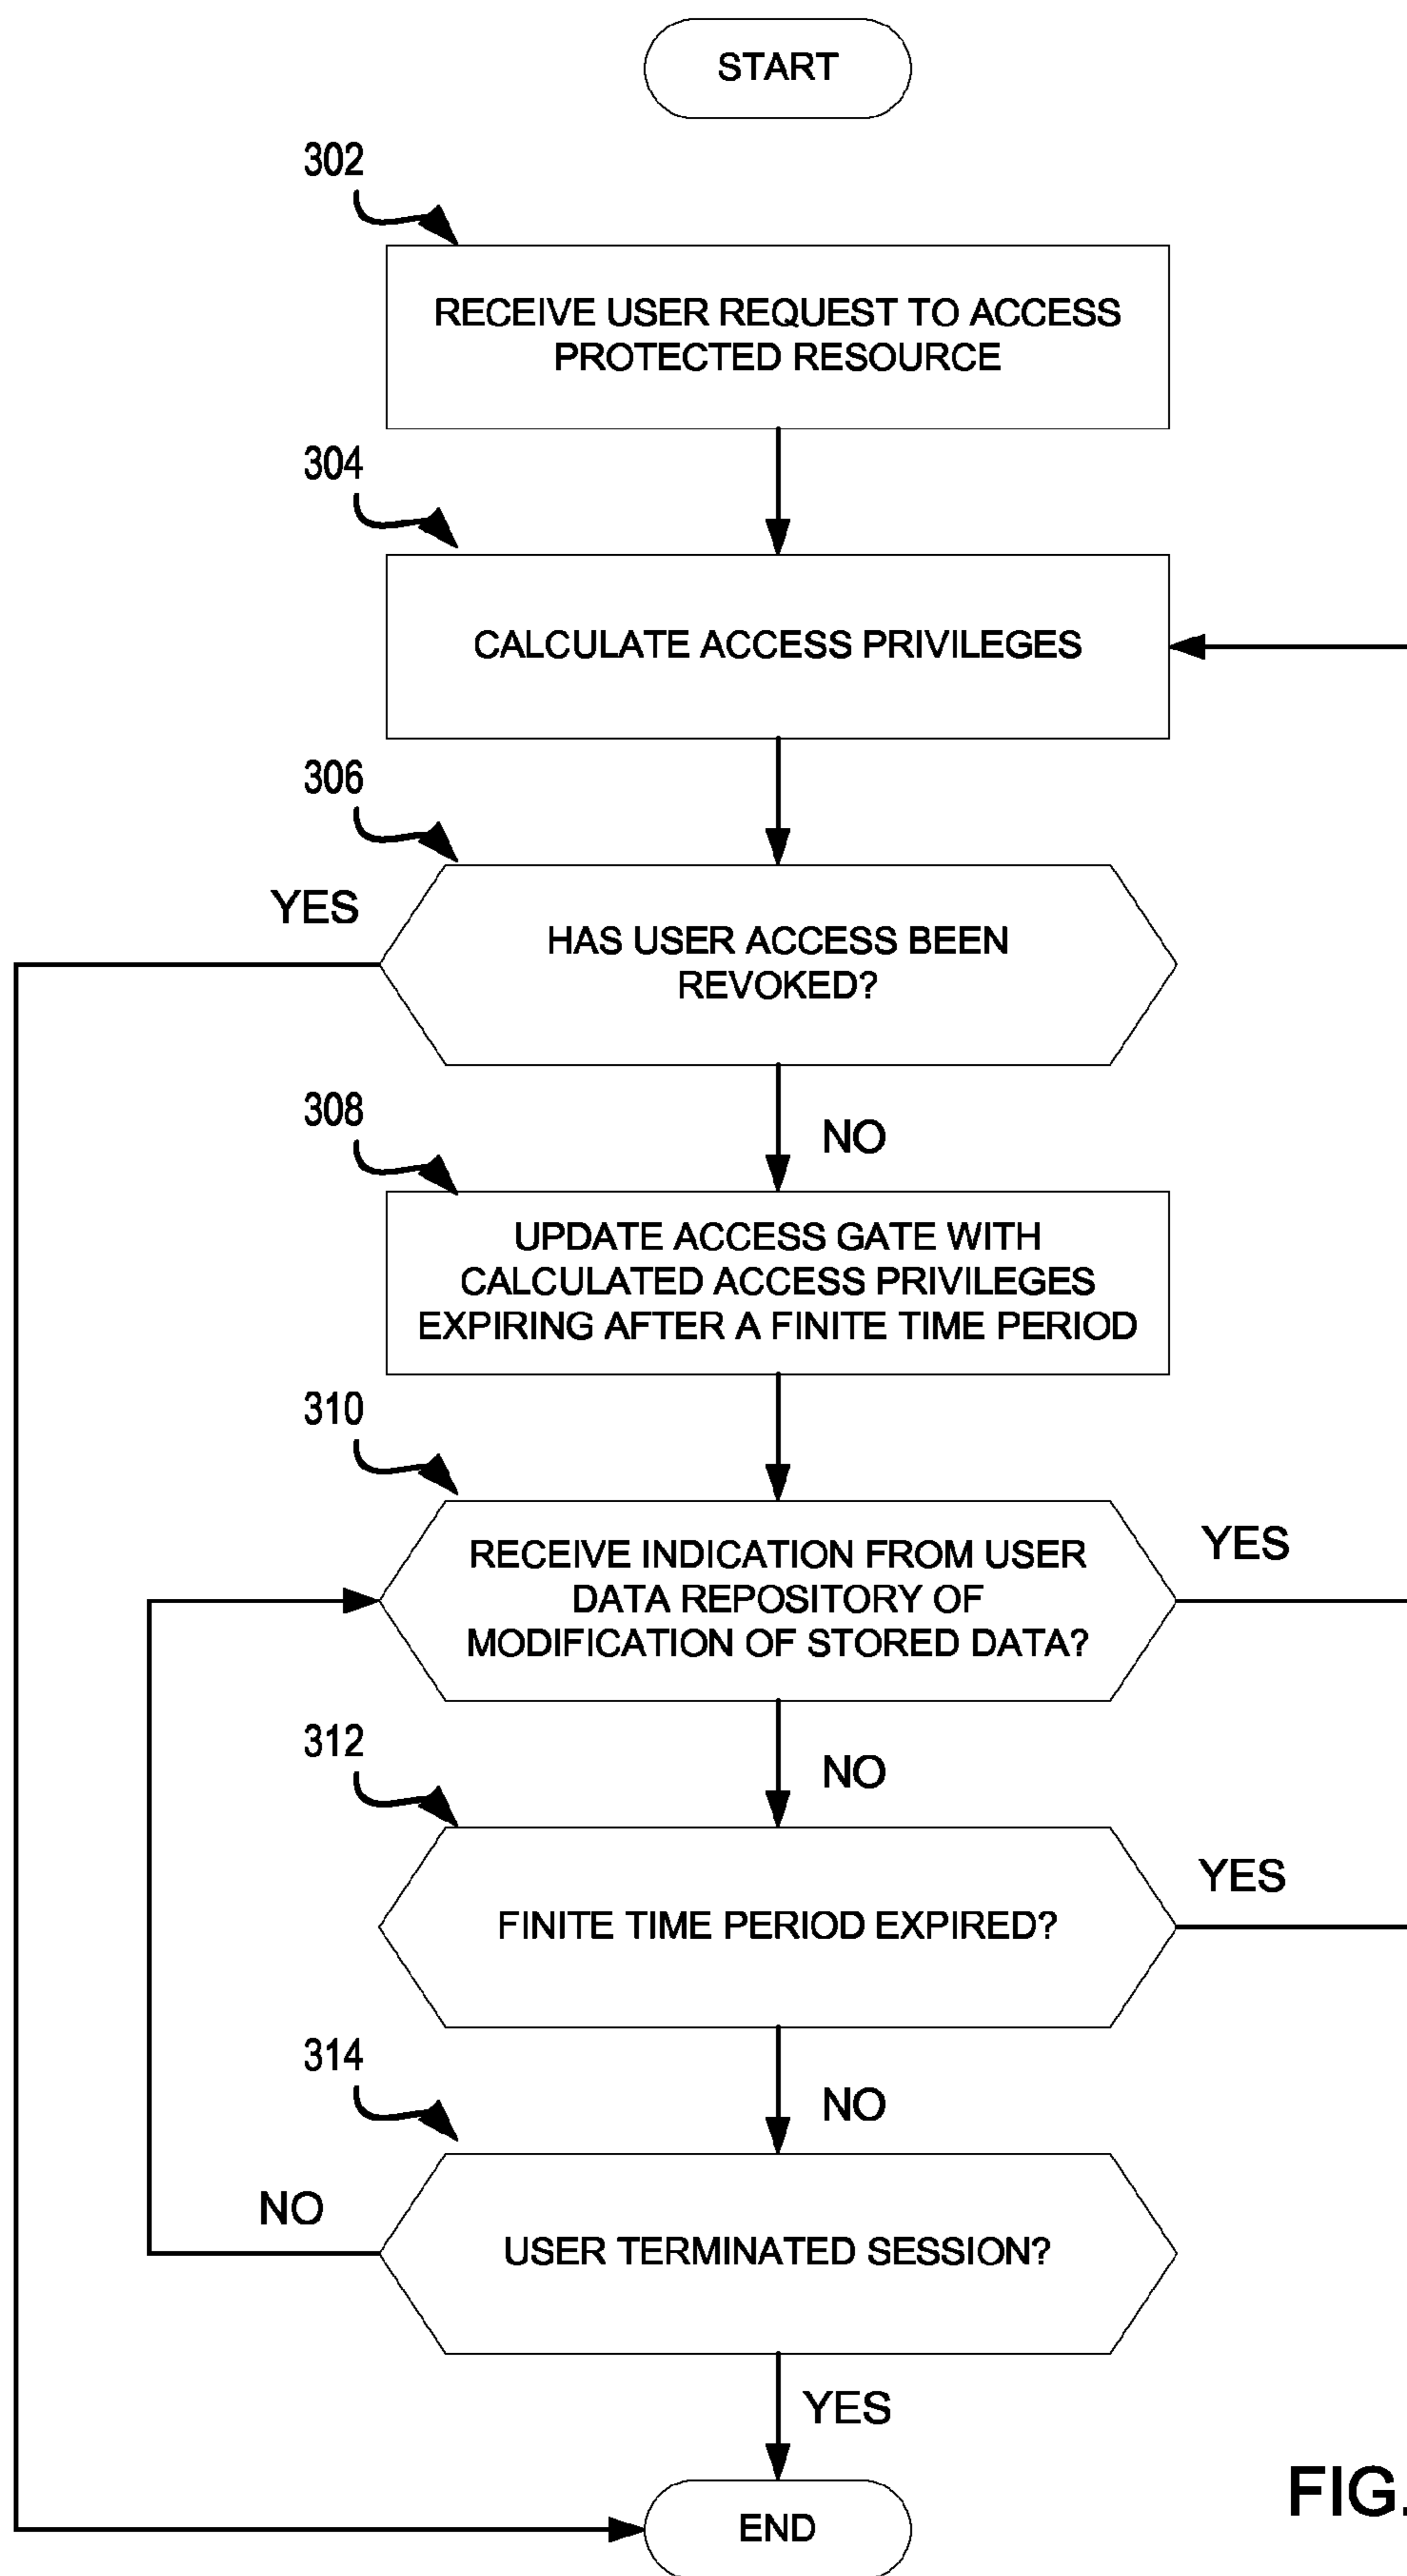 START
302
RECEIVE USER REQUEST TO ACCESS
PROTECTED RESOURCE
304
CALCULATE ACCESS PRIVILEGES
306
YES
HAS USER ACCESS BEEN
REVOKED?
NO
308
UPDATE ACCESS GATE WITH
CALCULATED ACCESS PRIVILEGES
EXPIRING AFTER A FINITE TIME PERIOD
310
RECEIVE INDICATION FROM USER
DATA REPOSITORY OF
MODIFICATION OF STORED DATA?
YES
NO
312
FINITE TIME PERIOD EXPIRED?
YES
NO
314
NO
USER TERMINATED SESSION?
YES
END
FIG.